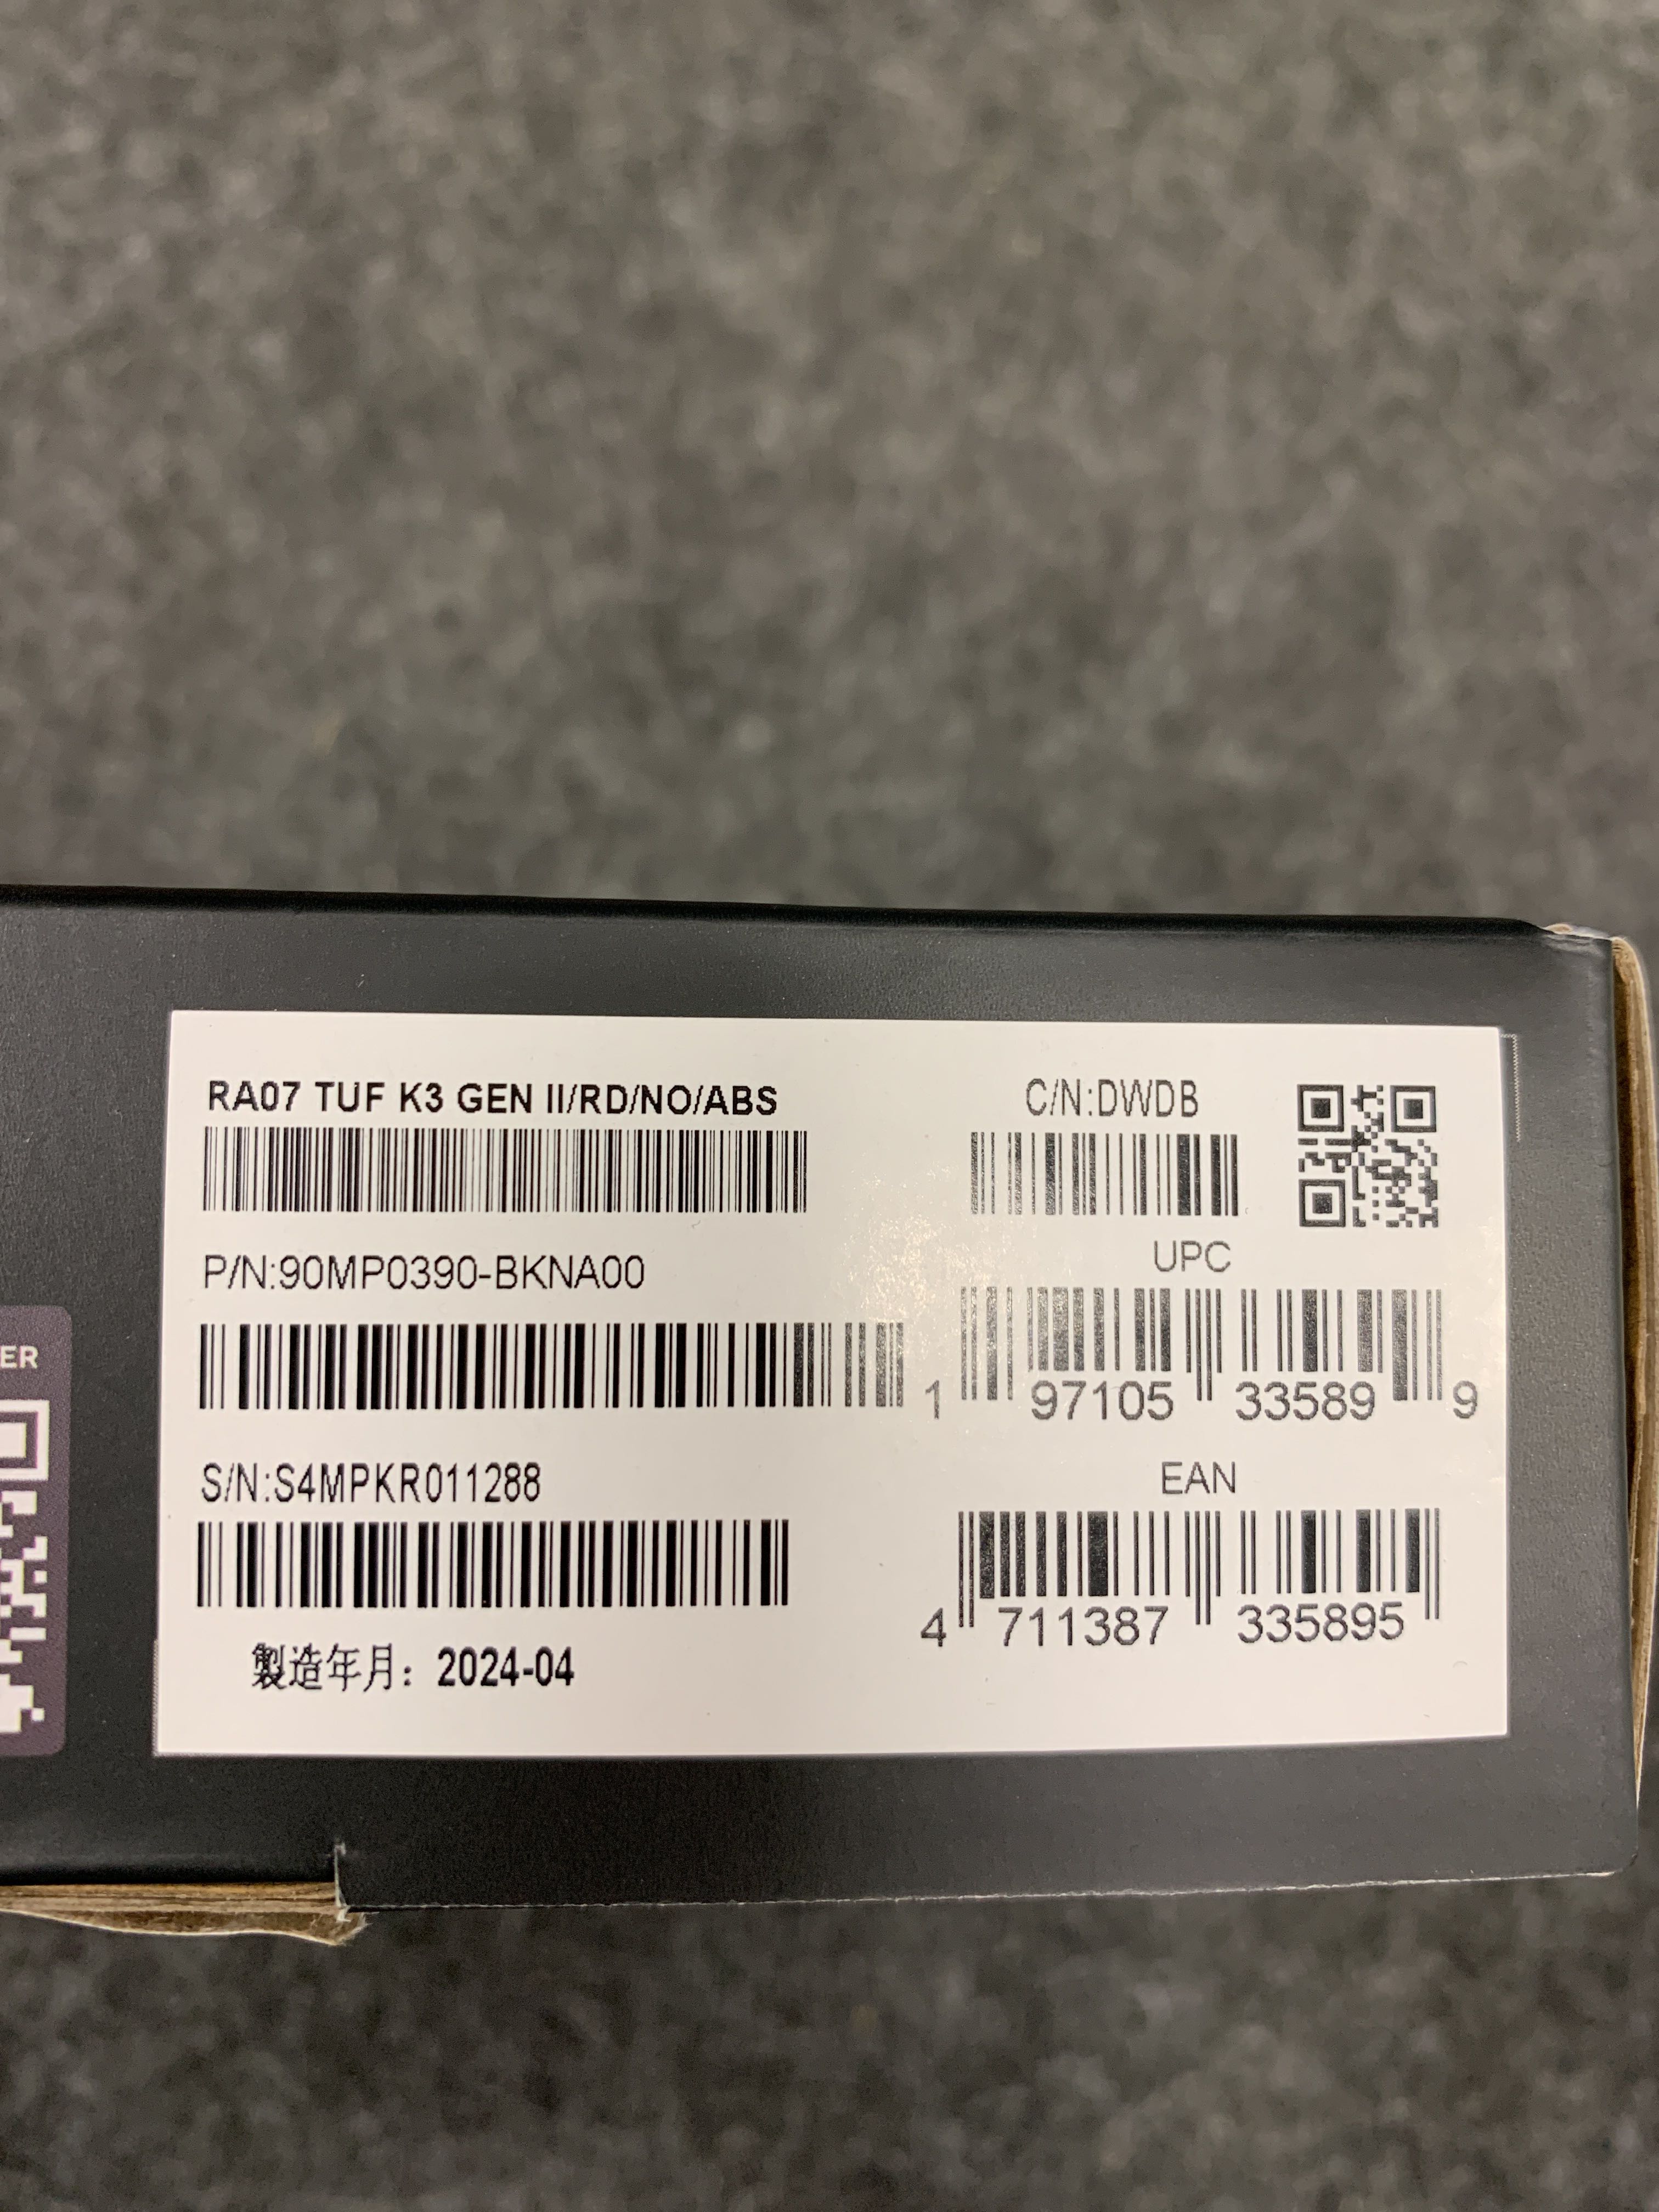 RA07 TUF K3 GEN II/RD/NO/ABS
C/N:DWDB
P/N:90MP0390-BKNA00
UPC
1 97105 33589 9
S/N:S4MPKR011288
EAN
4 711387 335895
製造年月：2024-04
ER